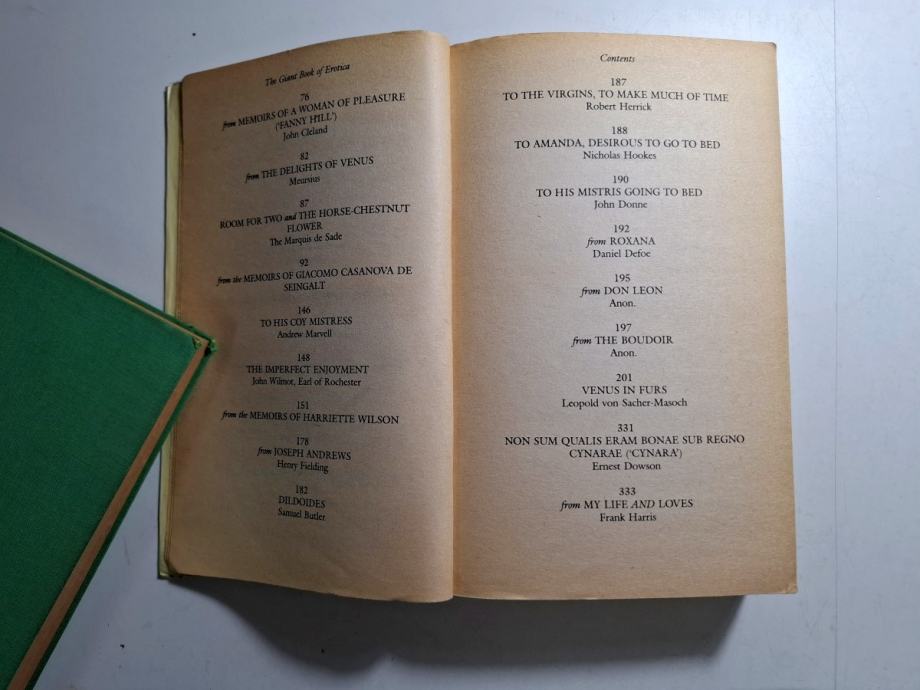 The Giant Book of Erotica
76
from MEMOIRS OF A WOMAN OF PLEASURE
('FANNY HILL')
John Cleland
82
from THE DELIGHTS OF VENUS
Meursius
87
ROOM FOR TWO and THE HORSE-CHESTNUT
FLOWER
The Marquis de Sade
92
from the MEMOIRS OF GIACOMO CASANOVA DE
SEINGALT
146
TO HIS COY MISTRESS
Andrew Marvell
148
THE IMPERFECT ENJOYMENT
John Wilmot, Earl of Rochester
151
from the MEMOIRS OF HARRIETTE WILSON
178
from JOSEPH ANDREWS
Henry Fielding
182
DILDOIDES
Samuel Butler
Contents
187
TO THE VIRGINS, TO MAKE MUCH OF TIME
Robert Herrick
188
TO AMANDA, DESIROUS TO GO TO BED
Nicholas Hookes
190
TO HIS MISTRIS GOING TO BED
John Donne
192
from ROXANA
Daniel Defoe
195
from DON LEON
Anon.
197
from THE BOUDOIR
Anon.
201
VENUS IN FURS
Leopold von Sacher-Masoch
331
NON SUM QUALIS ERAM BONAE SUB REGNO
CYNARAE ('CYNARA')
Ernest Dowson
333
from MY LIFE AND LOVES
Frank Harris